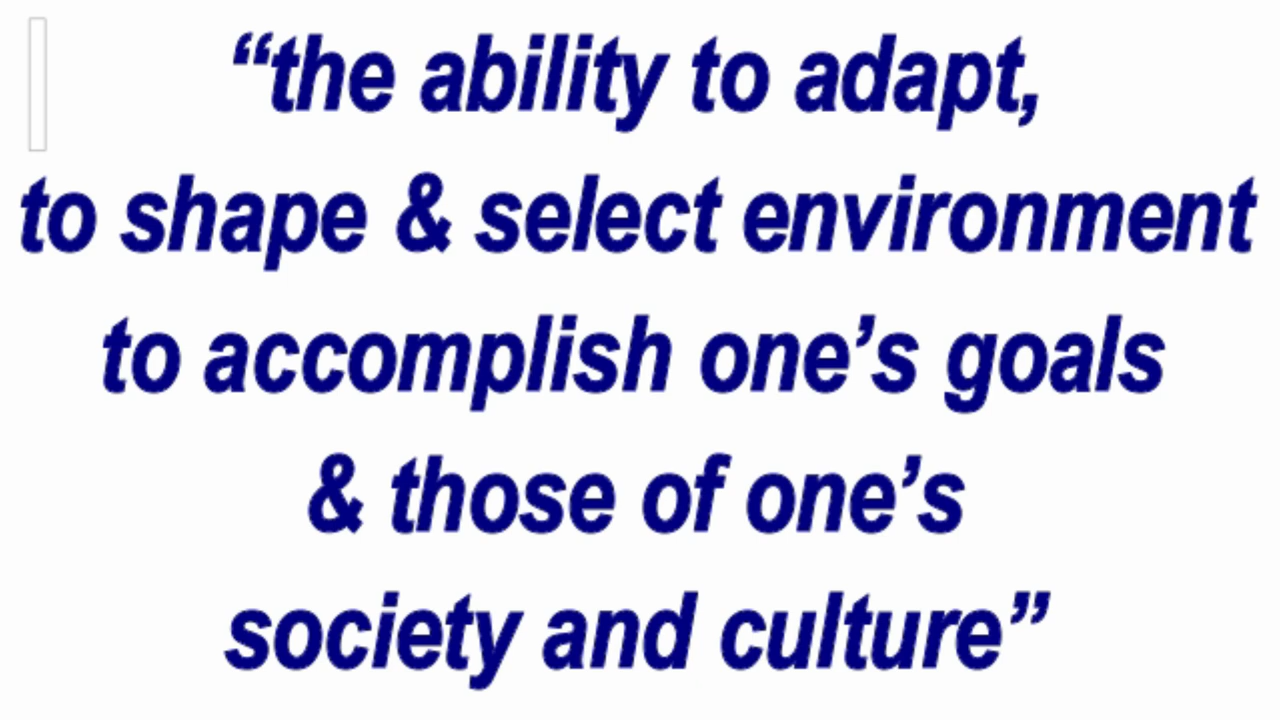 “the ability to adapt,
to shape & select environment
to accomplish one’s goals
& those of one’s
society and culture”